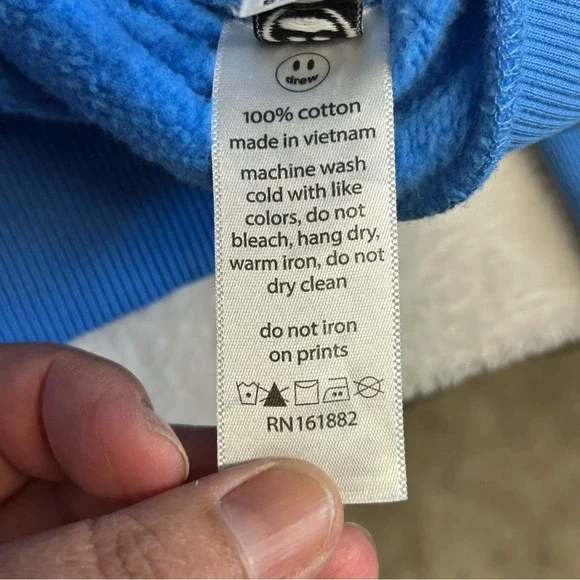 drew
100% cotton
made in vietnam
machine wash
cold with like
colors, do not
bleach, hang dry,
warm iron, do not
dry clean
do not iron
on prints
RN161882